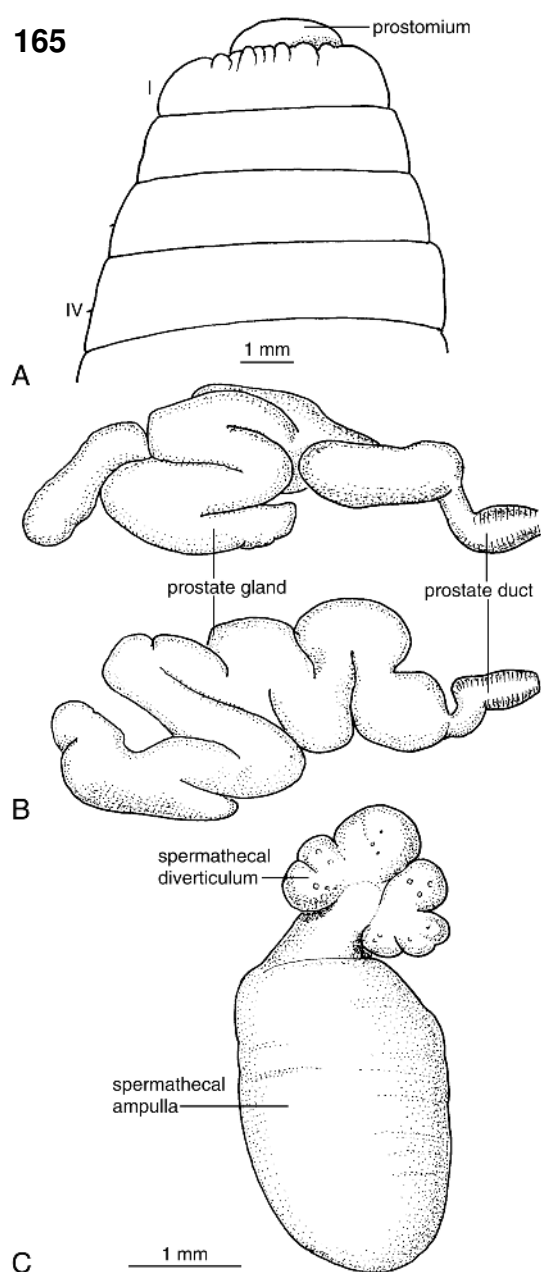 165
prostomium
I
IV
1 mm
A
prostate gland
prostate duct
B
spermathecal
diverticulum
spermathecal
ampulla
1 mm
C